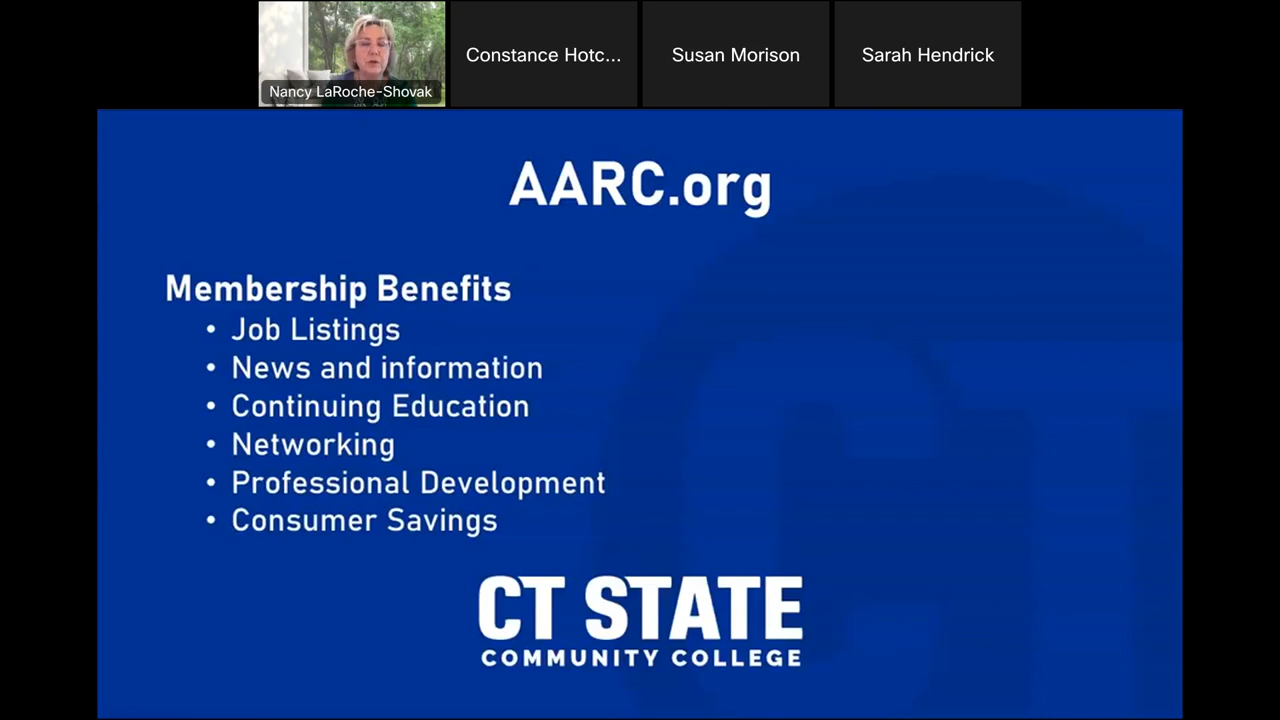 Nancy LaRoche-Shovak
Constance Hotc...
Susan Morison
Sarah Hendrick
AARC.org
Membership Benefits
• Job Listings
• News and information
• Continuing Education
• Networking
• Professional Development
• Consumer Savings
CT STATE
COMMUNITY COLLEGE
CT